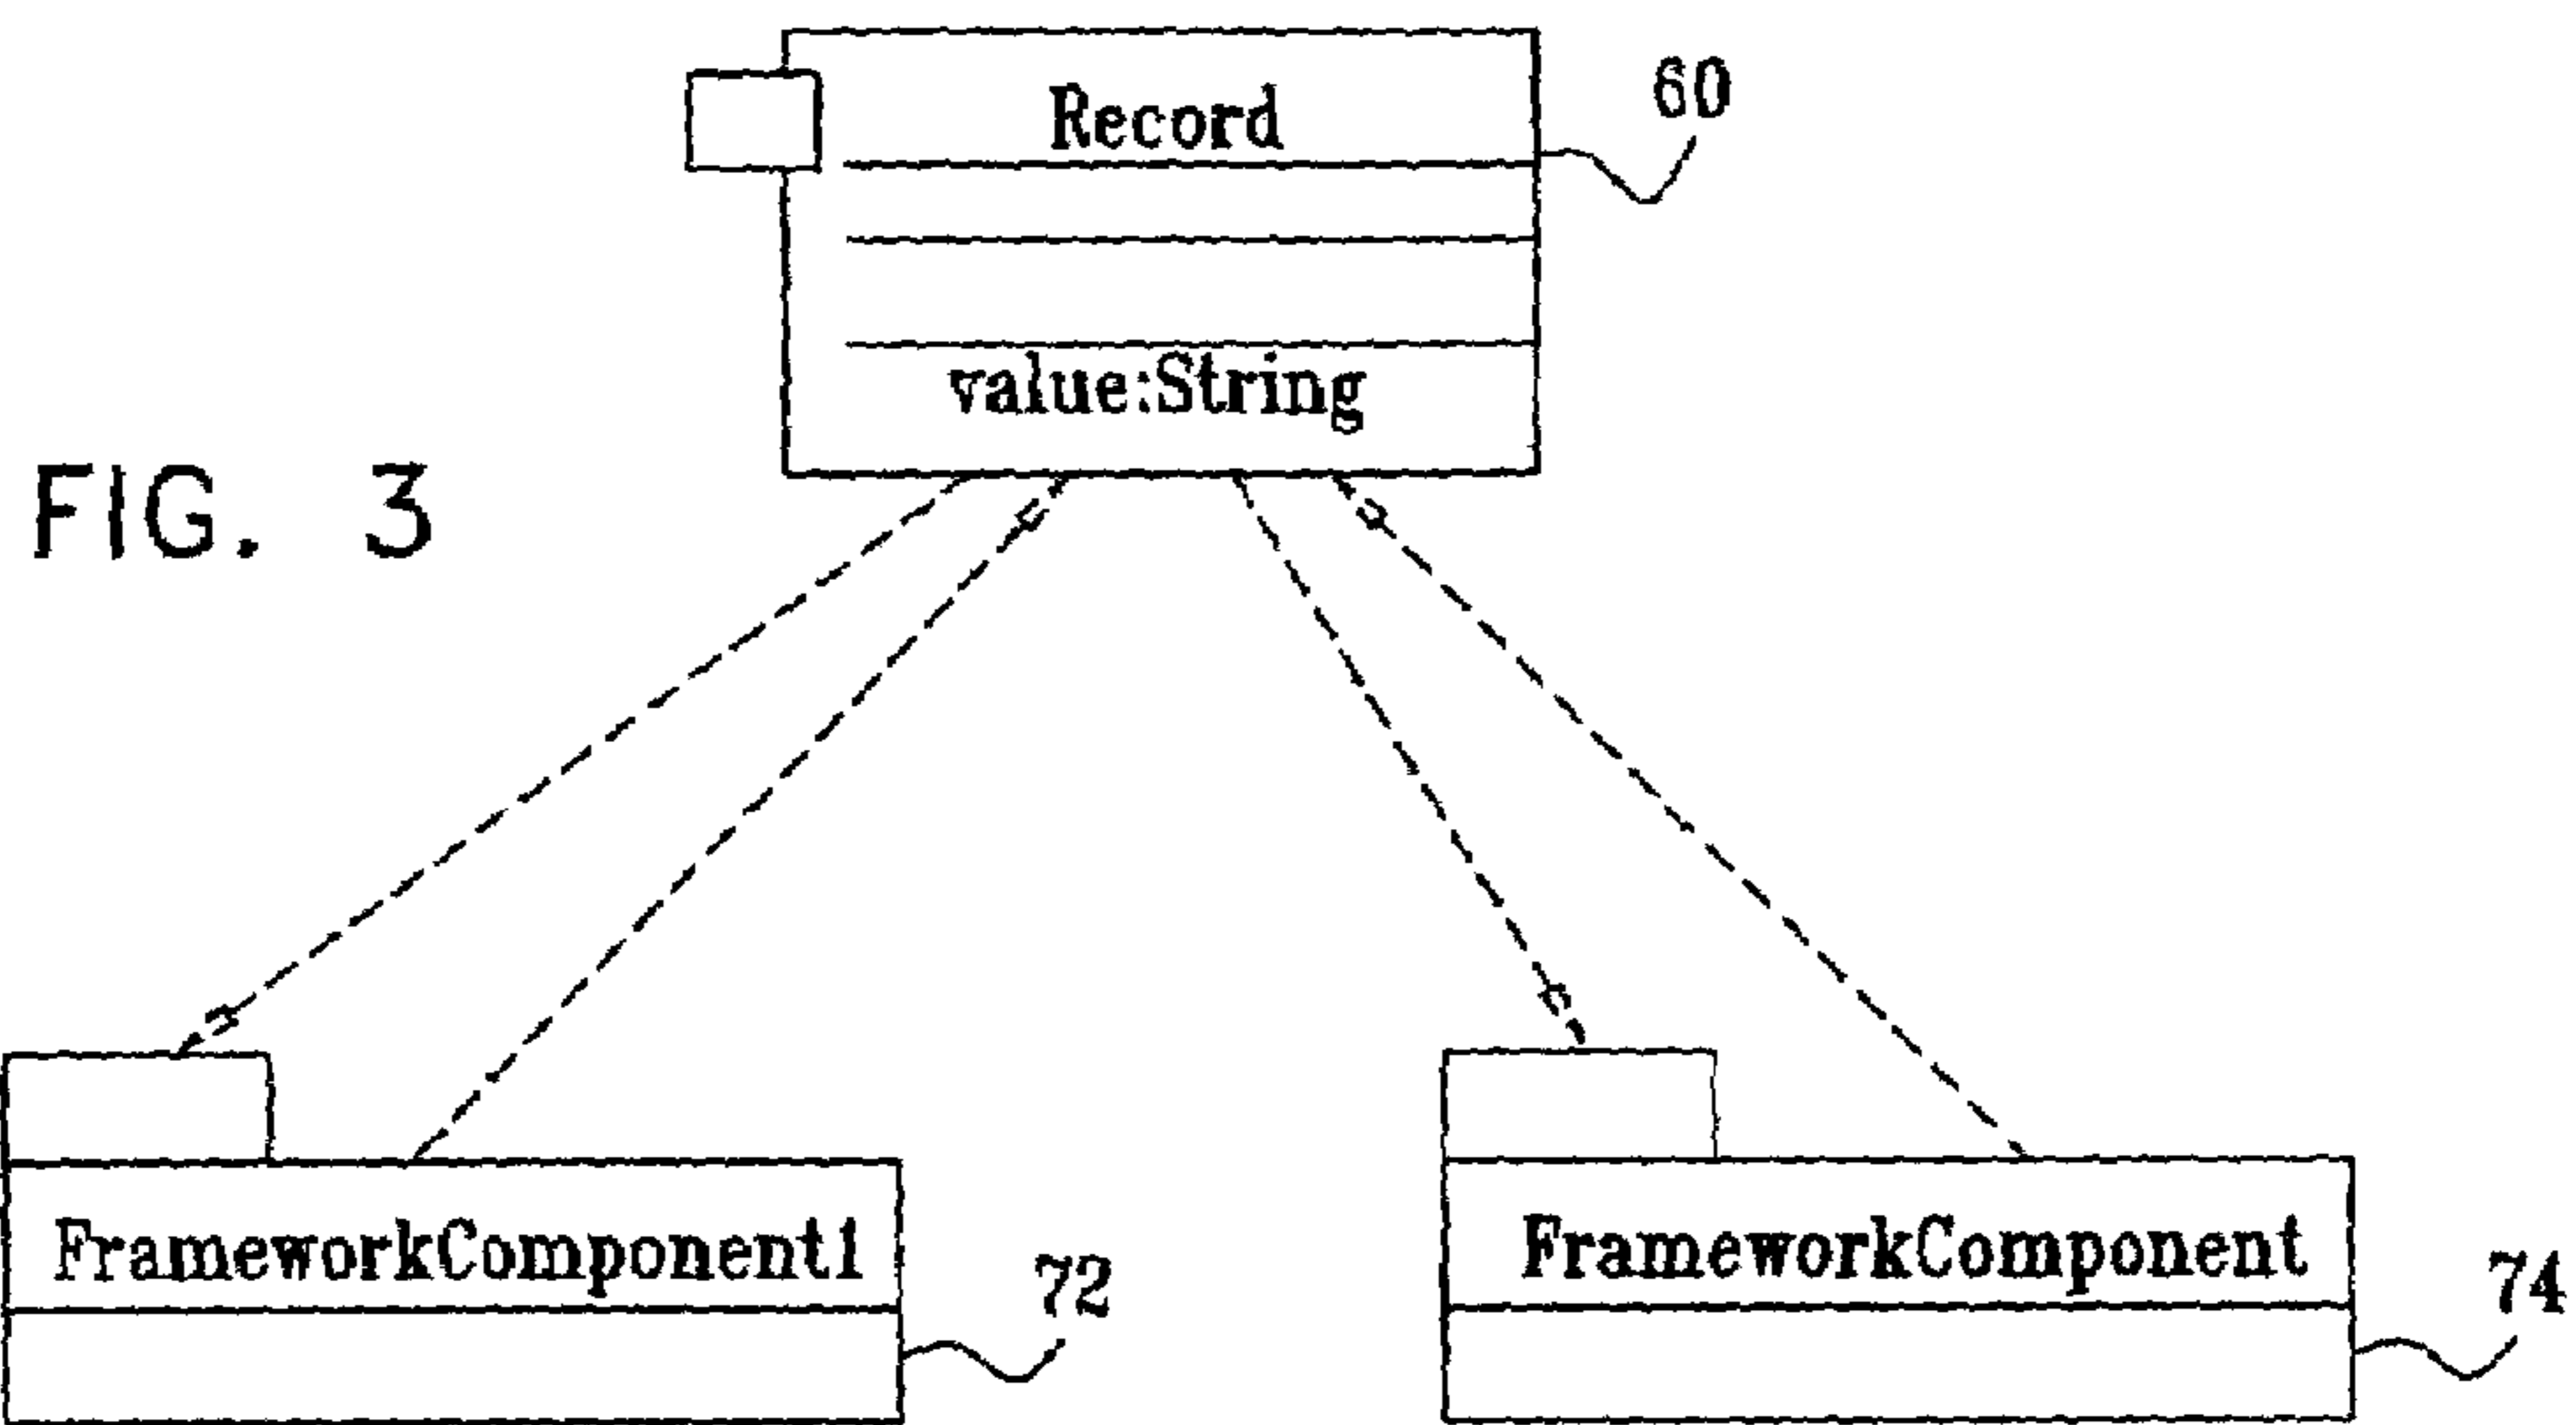 Record
60
value:String
FIG. 3
FrameworkComponent1
72
FrameworkComponent
74